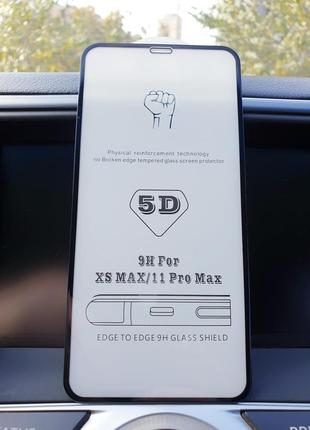 Physical reinforcement technology
no Broken edge tempered glass screen protector
5D
9H For
XS MAX/11 Pro Max
EDGE TO EDGE 9H GLASS SHIELD